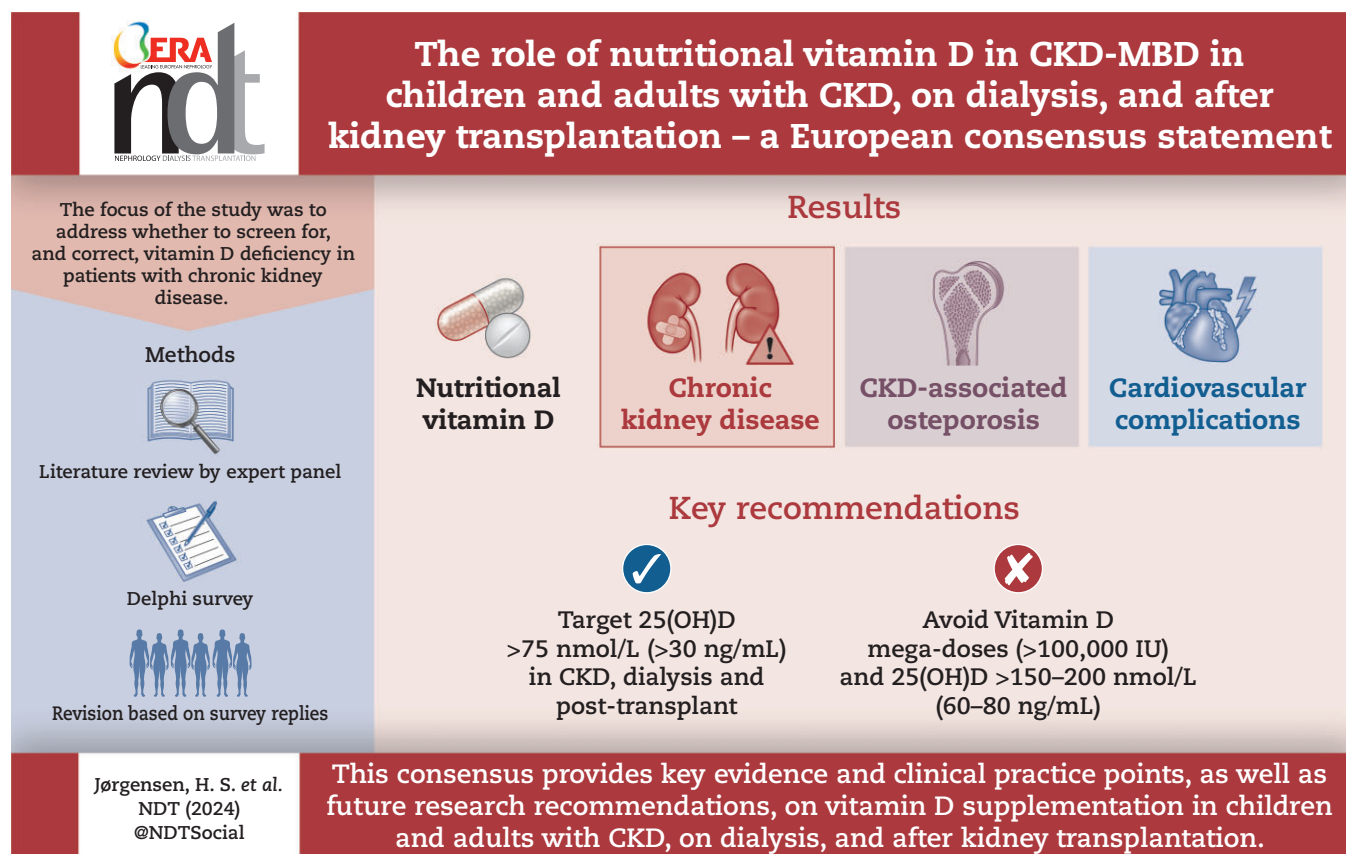 ERA
LEADING EUROPEAN NEPHROLOGY
ndt
NEPHROLOGY DIALYSIS TRANSPLANTATION
The role of nutritional vitamin D in CKD-MBD in
children and adults with CKD, on dialysis, and after
kidney transplantation – a European consensus statement
The focus of the study was to
address whether to screen for,
and correct, vitamin D deficiency in
patients with chronic kidney
disease.
Methods
Literature review by expert panel
Delphi survey
Revision based on survey replies
Results
Nutritional
vitamin D
Chronic
kidney disease
CKD-associated
osteporosis
Cardiovascular
complications
Key recommendations
Target 25(OH)D
>75 nmol/L (>30 ng/mL)
in CKD, dialysis and
post-transplant
Avoid Vitamin D
mega-doses (>100,000 IU)
and 25(OH)D >150–200 nmol/L
(60–80 ng/mL)
Jørgensen, H. S. et al.
NDT (2024)
@NDTSocial
This consensus provides key evidence and clinical practice points, as well as
future research recommendations, on vitamin D supplementation in children
and adults with CKD, on dialysis, and after kidney transplantation.